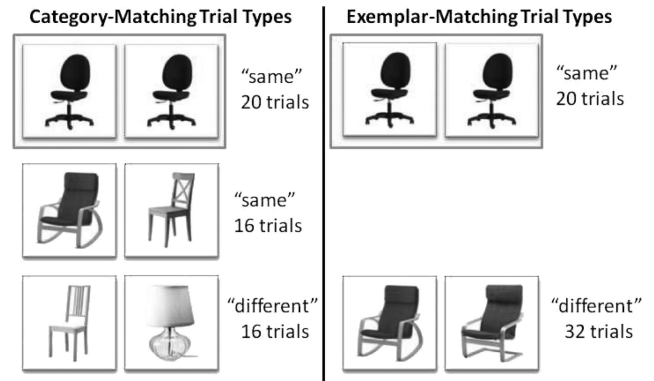 Category-Matching Trial Types
“same”
20 trials
“same”
16 trials
“different”
16 trials
Exemplar-Matching Trial Types
“same”
20 trials
“different”
32 trials